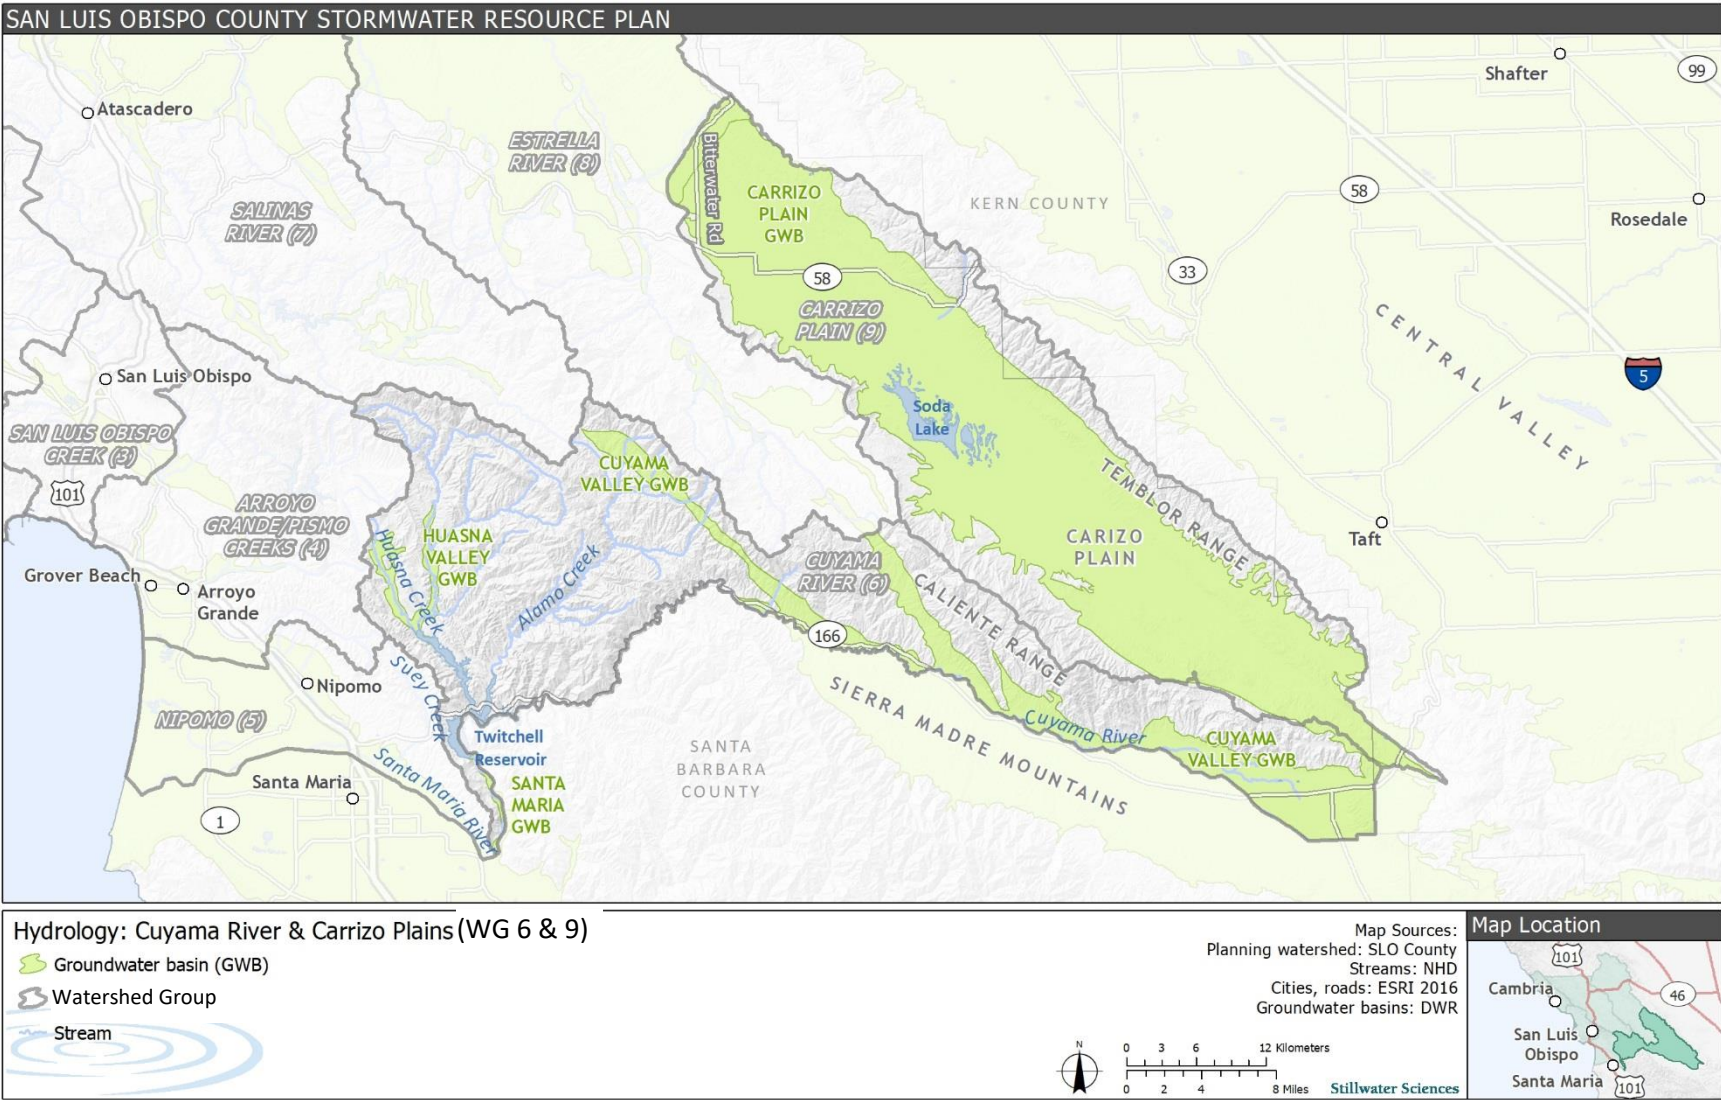 SAN LUIS OBISPO COUNTY STORMWATER RESOURCE PLAN
Shafter
99
Atascadero
ESTRELLA
RIVER (8)
Bitterwater Rd
CARRIZO
PLAIN
GWB
KERN COUNTY
58
Rosedale
SALINAS
RIVER (7)
58
33
CARRIZO
PLAIN (9)
CENTRAL VALLEY
5
San Luis Obispo
Soda
Lake
SAN LUIS OBISPO
CREEK (3)
101
CUYAMA
VALLEY GWB
TEMBLOR RANGE
ARROYO
GRANDE/PISMO
CREEKS (4)
HUASNA
VALLEY
GWB
Huasna Creek
Alamo Creek
CARIZO
PLAIN
Taft
CUYAMA
RIVER (6)
CALIENTE RANGE
Grover Beach
Arroyo
Grande
166
Suey Creek
Nipomo
SIERRA MADRE MOUNTAINS
NIPOMO (5)
Cuyama River
CUYAMA
VALLEY GWB
Twitchell
Reservoir
SANTA
BARBARA
COUNTY
Santa Maria River
Santa Maria
SANTA
MARIA
GWB
1
Hydrology: Cuyama River & Carrizo Plains (WG 6 & 9)
Groundwater basin (GWB)
Watershed Group
Stream
Map Sources:
Planning watershed: SLO County
Streams: NHD
Cities, roads: ESRI 2016
Groundwater basins: DWR
N
0 3 6 12 Kilometers
0 2 4 8 Miles
Stillwater Sciences
Map Location
101
Cambria
46
San Luis
Obispo
Santa Maria
101